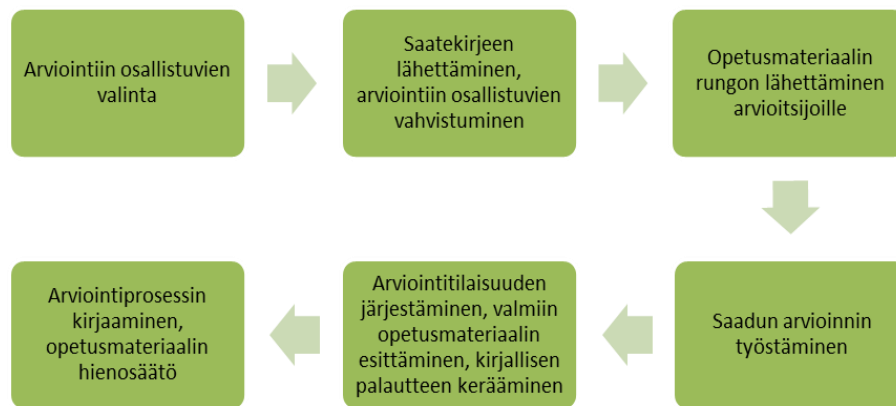 Arviointiin osallistuvien
valinta
Saatekirjeen
lähettäminen,
arviointiin osallistuvien
vahvistuminen
Opetusmateriaalin
rungon lähettäminen
arvioitsijoille
Saadun arvioinnin
työstäminen
Arviointitilaisuuden
järjestäminen, valmiin
opetusmateriaalin
esittäminen, kirjallisen
palautteen kerääminen
Arviointiprosessin
kirjaaminen,
opetusmateriaalin
hienosäätö